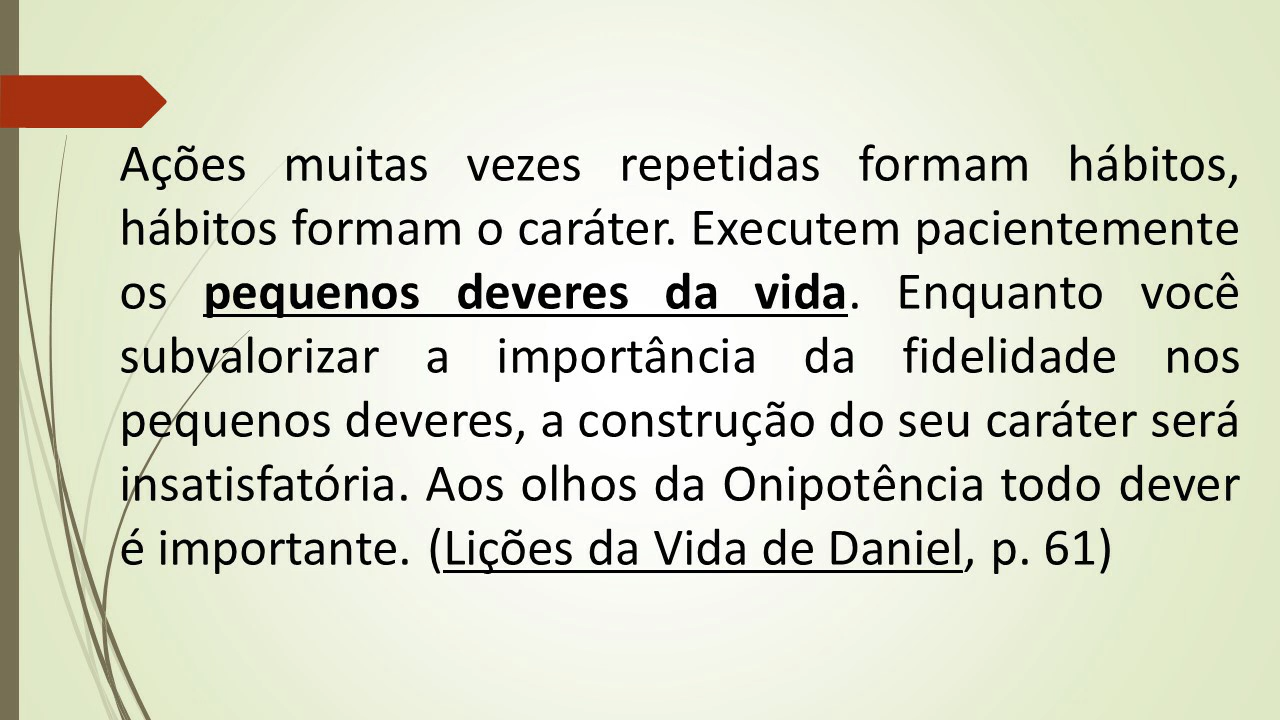 Ações muitas vezes repetidas formam hábitos,
hábitos formam o caráter. Executem pacientemente
os pequenos deveres da vida. Enquanto você
subvalorizar a importância da fidelidade nos
pequenos deveres, a construção do seu caráter será
insatisfatória. Aos olhos da Onipotência todo dever
é importante. (Lições da Vida de Daniel, p. 61)